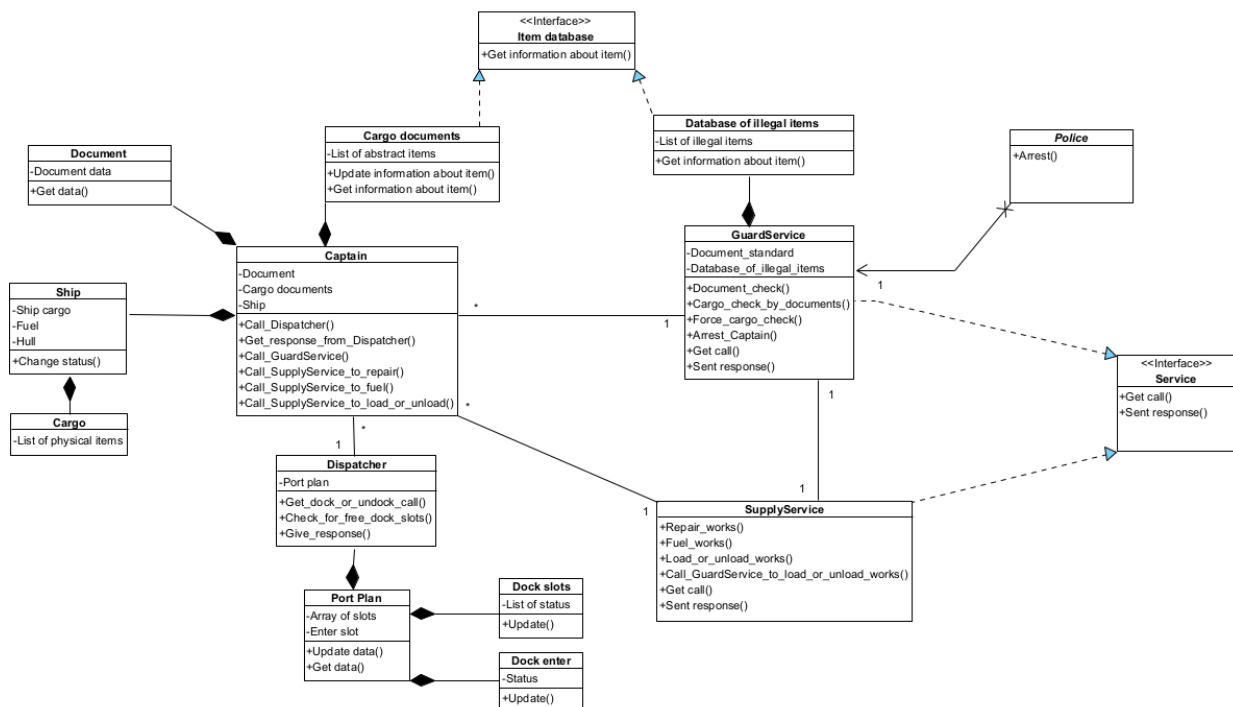 <<Interface>>
Item database
+Get information about item()
Cargo documents
-List of abstract items
+Update information about item()
+Get information about item()
Database of illegal items
-List of illegal items
+Get information about item()
Police
+Arrest()
Document
-Document data
+Get data()
Captain
-Document
-Cargo documents
-Ship
+Call_Dispatcher()
+Get_response_from_Dispatcher()
+Call_GuardService()
+Call_SupplyService_to_repair()
+Call_SupplyService_to_fuel()
+Call_SupplyService_to_load_or_unload()
GuardService
-Document_standard
-Database_of_illegal_items
+Document_check()
+Cargo_check_by_documents()
+Force_cargo_check()
+Arrest_Captain()
+Get call()
+Sent response()
1
*
1
Ship
-Ship cargo
-Fuel
-Hull
+Change status()
Cargo
-List of physical items
<<Interface>>
Service
+Get call()
+Sent response()
*
*
1
1
1
1
Dispatcher
-Port plan
+Get_dock_or_undock_call()
+Check_for_free_dock_slots()
+Give_response()
SupplyService
+Repair_works()
+Fuel_works()
+Load_or_unload_works()
+Call_GuardService_to_load_or_unload_works()
+Get call()
+Sent response()
Port Plan
-Array of slots
-Enter slot
+Update data()
+Get data()
Dock slots
-List of status
+Update()
Dock enter
-Status
+Update()